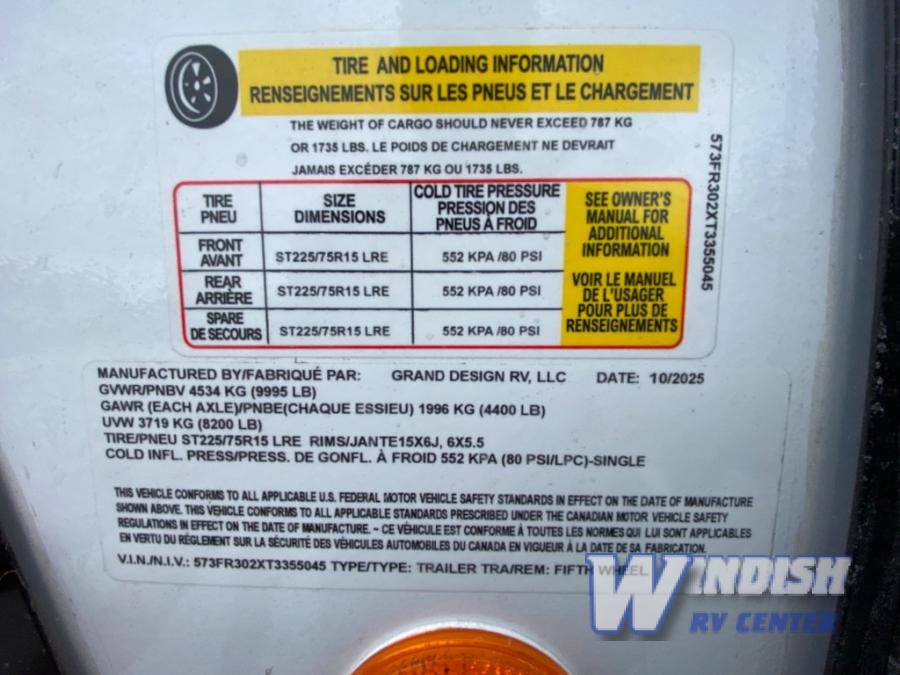 TIRE AND LOADING INFORMATION
RENSEIGNEMENTS SUR LES PNEUS ET LE CHARGEMENT
THE WEIGHT OF CARGO SHOULD NEVER EXCEED 787 KG
OR 1735 LBS. LE POIDS DE CHARGEMENT NE DEVRAIT
JAMAIS EXCÉDER 787 KG OU 1735 LBS.
TIRE
PNEU
SIZE
DIMENSIONS
COLD TIRE PRESSURE
PRESSION DES
PNEUS À FROID
FRONT
AVANT
ST225/75R15 LRE
552 KPA /80 PSI
REAR
ARRIÈRE
ST225/75R15 LRE
552 KPA /80 PSI
SPARE
DE SECOURS
ST225/75R15 LRE
552 KPA /80 PSI
SEE OWNER'S
MANUAL FOR
ADDITIONAL
INFORMATION
VOIR LE MANUEL
DE L'USAGER
POUR PLUS DE
RENSEIGNEMENTS
573FR302XT3355045
MANUFACTURED BY/FABRIQUÉ PAR: GRAND DESIGN RV, LLC DATE: 10/2025
GVWR/PNBV 4534 KG (9995 LB)
GAWR (EACH AXLE)/PNBE(CHAQUE ESSIEU) 1996 KG (4400 LB)
UVW 3719 KG (8200 LB)
TIRE/PNEU ST225/75R15 LRE RIMS/JANTE15X6J, 6X5.5
COLD INFL. PRESS/PRESS. DE GONFL. À FROID 552 KPA (80 PSI/LPC)-SINGLE
THIS VEHICLE CONFORMS TO ALL APPLICABLE U.S. FEDERAL MOTOR VEHICLE SAFETY STANDARDS IN EFFECT ON THE DATE OF MANUFACTURE
SHOWN ABOVE. THIS VEHICLE CONFORMS TO ALL APPLICABLE STANDARDS PRESCRIBED UNDER THE CANADIAN MOTOR VEHICLE SAFETY
REGULATIONS IN EFFECT ON THE DATE OF MANUFACTURE. - CE VÉHICULE EST CONFORME À TOUTES LES NORMES QUI LUI SONT APPLICABLES
EN VERTU DU RÉGLEMENT SUR LA SÉCURITÉ DES VÉHICULES AUTOMOBILES DU CANADA EN VIGUEUR À LA DATE DE SA FABRICATION.
V.I.N./N.I.V.: 573FR302XT3355045 TYPE/TYPE: TRAILER TRA/REM: FIFTH WHEEL
WINDISH
RV CENTER